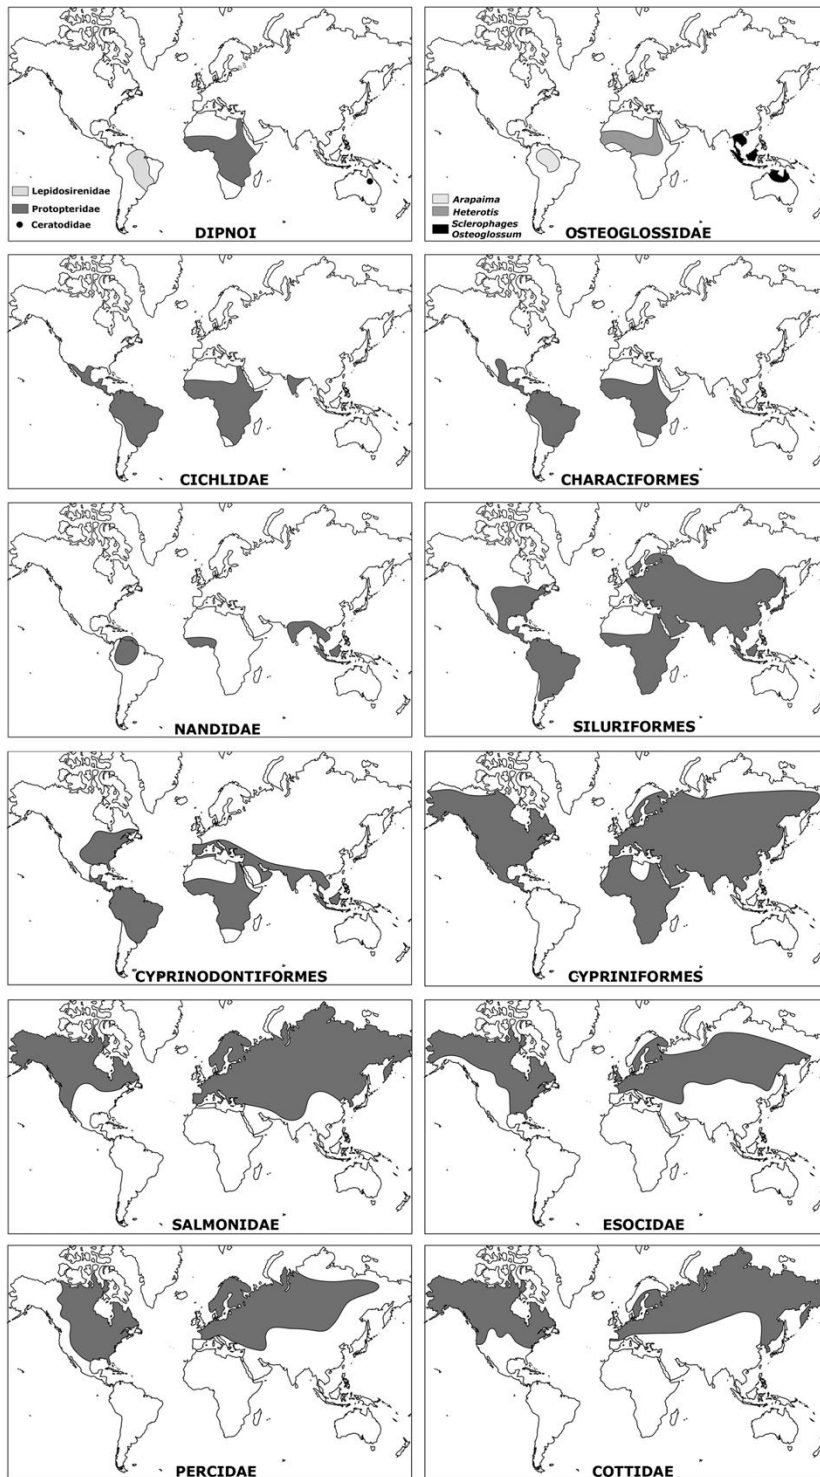 Lepidosirenidae
Protopteridae
Ceratodidae
DIPNOI
Arapaima
Heterotis
Sclerophages
Osteoglossum
OSTEOGLOSSIDAE
CICHLIDAE
CHARACIFORMES
NANDIDAE
SILURIFORMES
CYPRINODONTIFORMES
CYPRINIFORMES
SALMONIDAE
ESOCIDAE
PERCIDAE
COTTIDAE